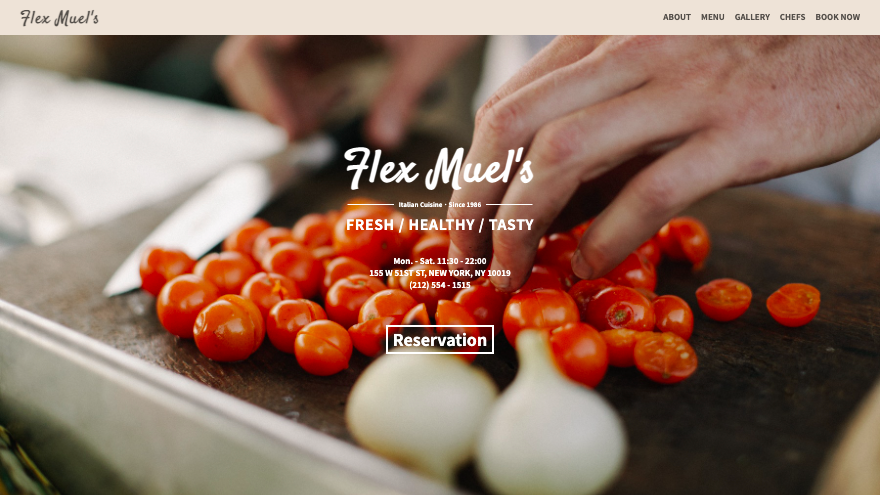 Flex Muel's
ABOUT MENU GALLERY CHEFS BOOK NOW
Flex Muel's
Italian Cuisine · Since 1986
FRESH / HEALTHY / TASTY
Mon. - Sat. 11:30 - 22:00
155 W 51ST ST, NEW YORK, NY 10019
(212) 554 - 1515
Reservation